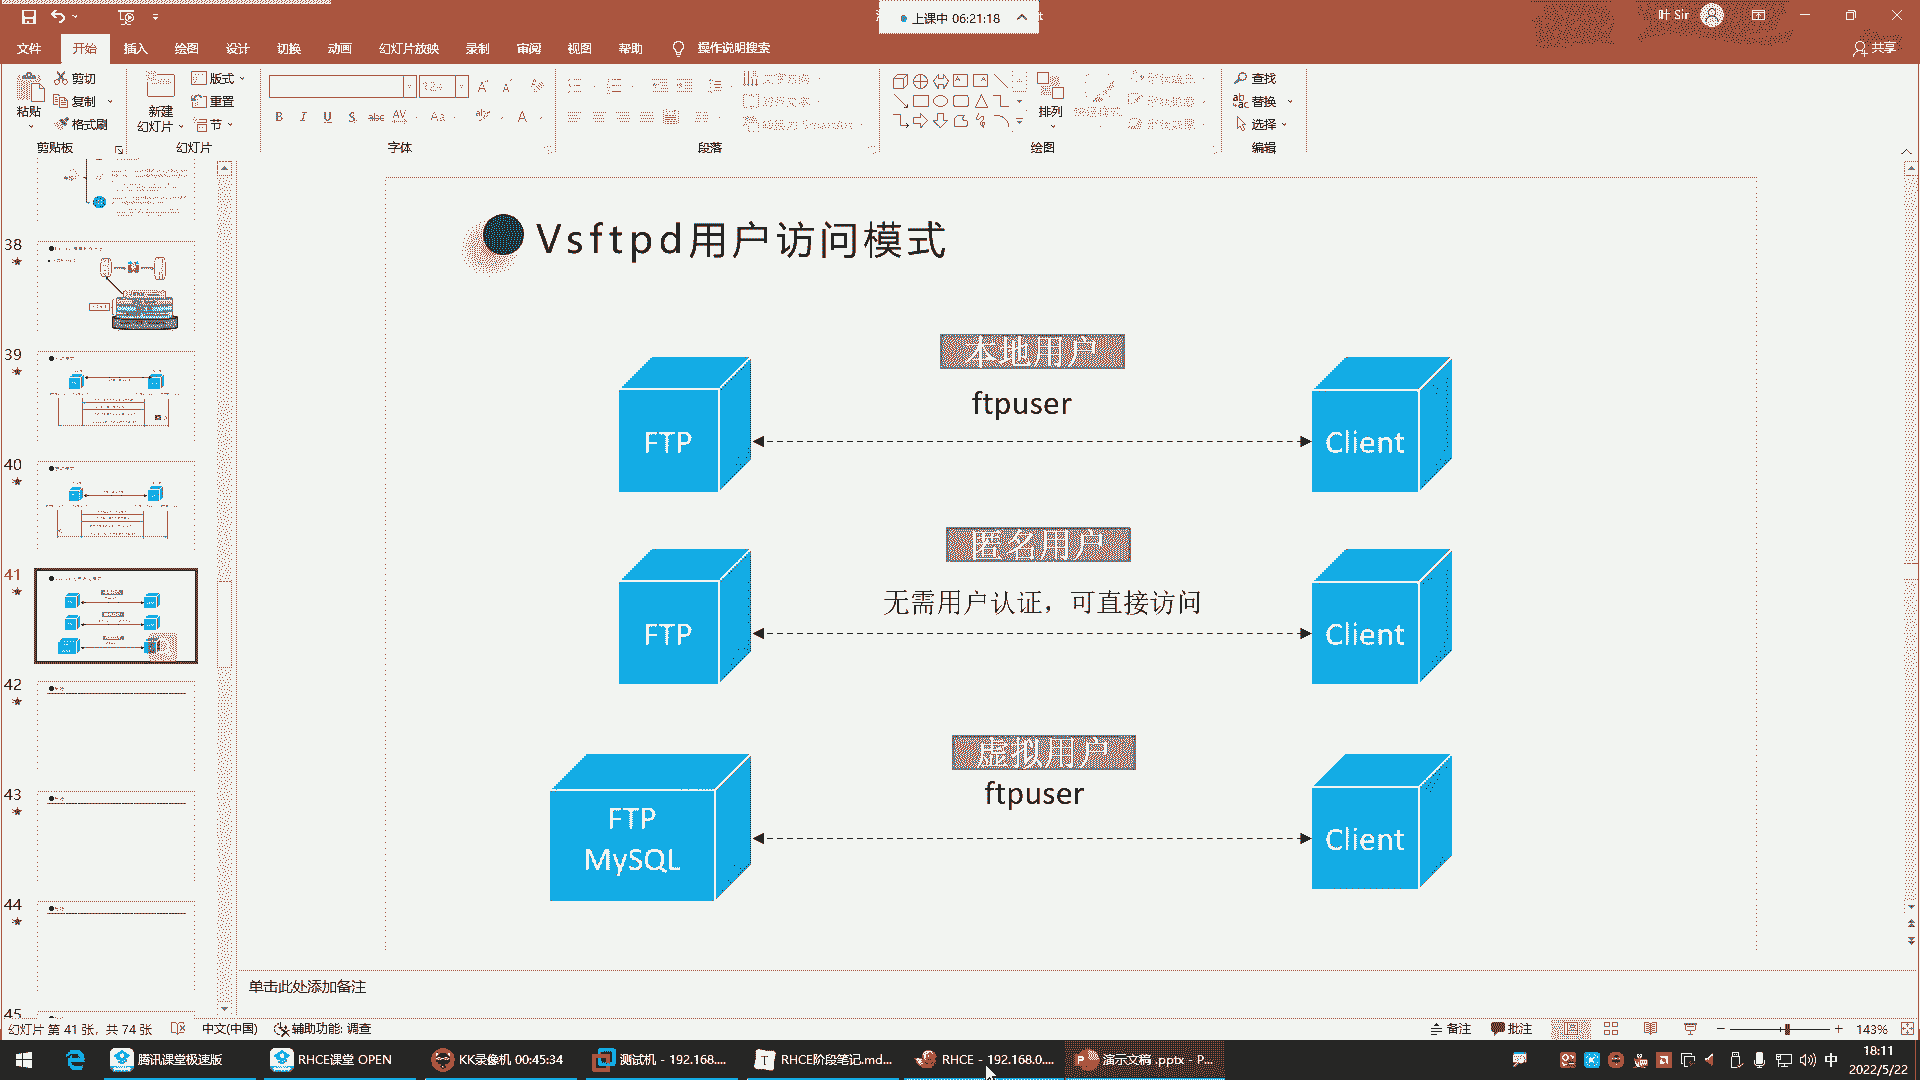 上课中 06:21:18
叶 Sir
文件 开始 插入 绘图 设计 切换 动画 幻灯片放映 录制 审阅 视图 帮助 操作说明搜索 共享
粘贴 剪切 复制 格式刷 剪贴板
新建 幻灯片 版式 重置 节 幻灯片
B I U S abc AV Aa A 字体
段落
排列 绘图
查找 替换 选择 编辑
38
39
40
41
42
43
44
45
Vsftpd用户访问模式
本地用户
ftpuser
FTP Client
匿名用户
无需用户认证，可直接访问
FTP Client
虚拟用户
ftpuser
FTP
MySQL
Client
单击此处添加备注
幻灯片 第 41 张，共 74 张 中文(中国) 辅助功能: 调查 备注 批注 143%
腾讯课堂极速版 RHCE课堂 OPEN KK录像机 00:45:34 测试机 - 192.168.... RHCE阶段笔记.md... RHCE - 192.168.0.... 演示文稿 .pptx - P... 中 18:11
2022/5/22